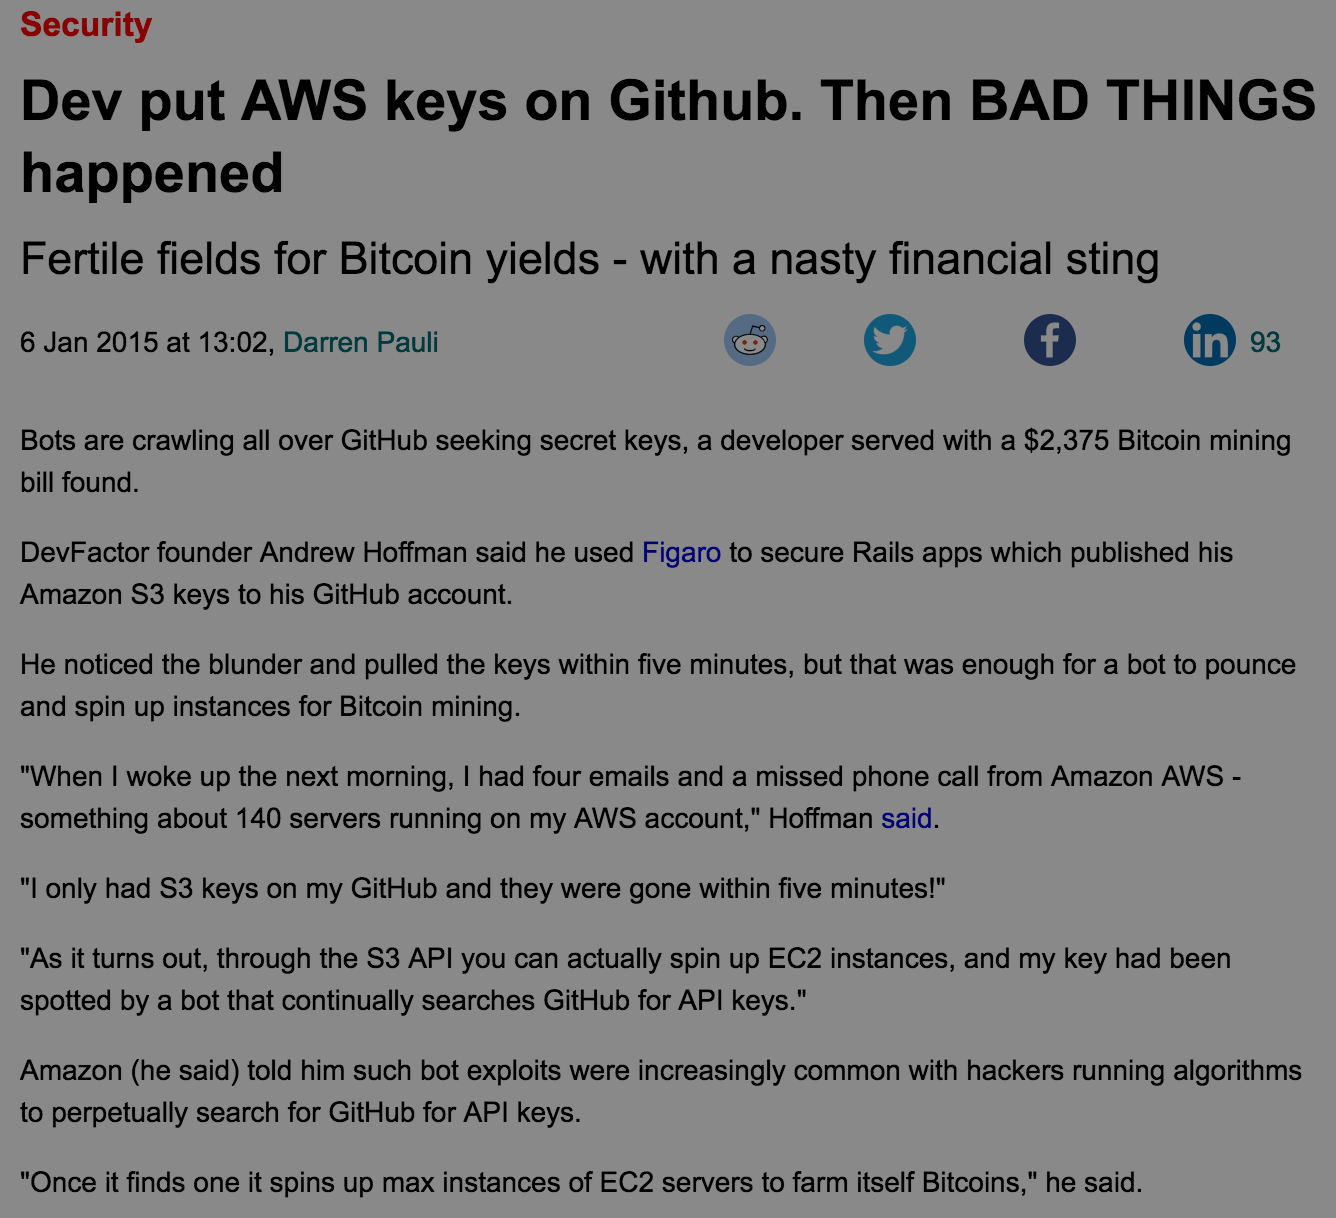 Security
Dev put AWS keys on Github. Then BAD THINGS
happened
Fertile fields for Bitcoin yields - with a nasty financial sting
6 Jan 2015 at 13:02, Darren Pauli
in 93
Bots are crawling all over GitHub seeking secret keys, a developer served with a $2,375 Bitcoin mining
bill found.
DevFactor founder Andrew Hoffman said he used Figaro to secure Rails apps which published his
Amazon S3 keys to his GitHub account.
He noticed the blunder and pulled the keys within five minutes, but that was enough for a bot to pounce
and spin up instances for Bitcoin mining.
"When I woke up the next morning, I had four emails and a missed phone call from Amazon AWS -
something about 140 servers running on my AWS account," Hoffman said.
"I only had S3 keys on my GitHub and they were gone within five minutes!"
"As it turns out, through the S3 API you can actually spin up EC2 instances, and my key had been
spotted by a bot that continually searches GitHub for API keys."
Amazon (he said) told him such bot exploits were increasingly common with hackers running algorithms
to perpetually search for GitHub for API keys.
"Once it finds one it spins up max instances of EC2 servers to farm itself Bitcoins," he said.